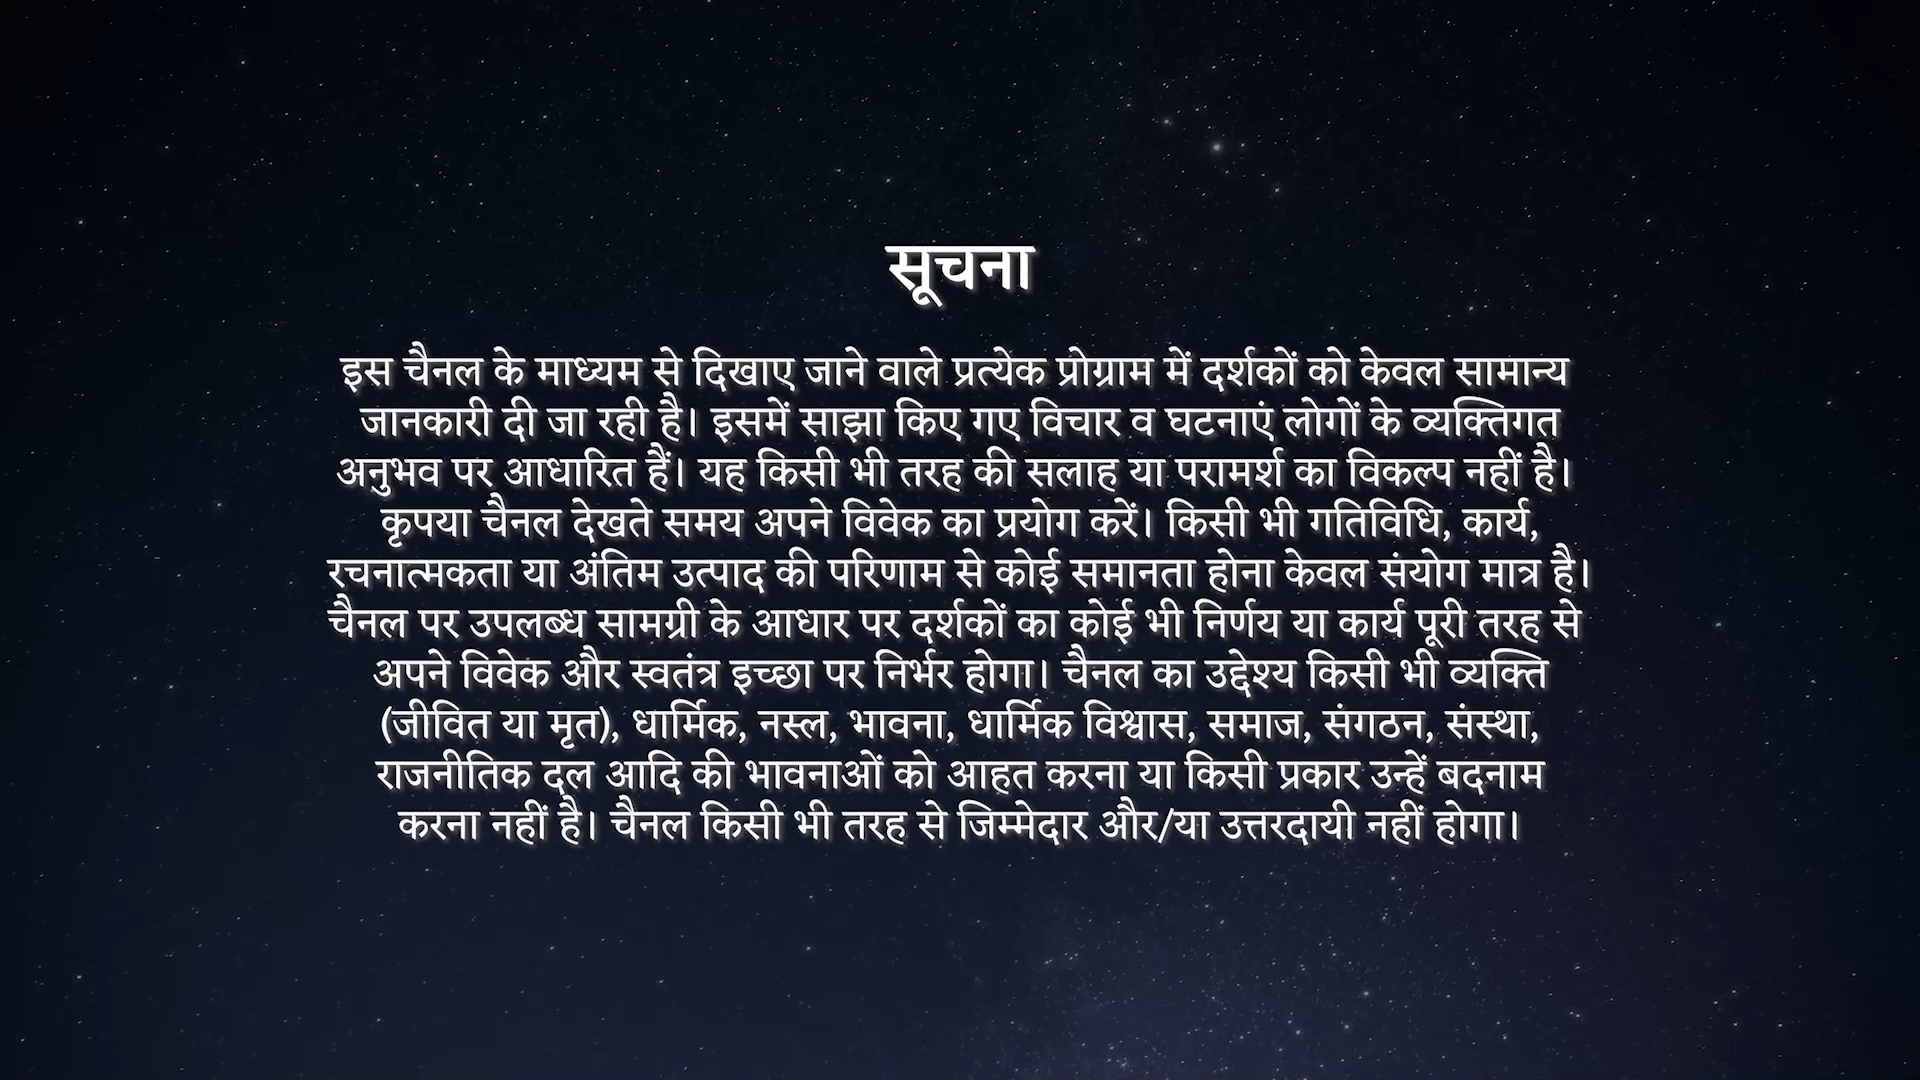 सूचना
इस चैनल के माध्यम से दिखाए जाने वाले प्रत्येक प्रोग्राम में दर्शकों को केवल सामान्य
जानकारी दी जा रही है। इसमें साझा किए गए विचार व घटनाएं लोगों के व्यक्तिगत
अनुभव पर आधारित हैं। यह किसी भी तरह की सलाह या परामर्श का विकल्प नहीं है।
कृपया चैनल देखते समय अपने विवेक का प्रयोग करें। किसी भी गतिविधि, कार्य,
रचनात्मकता या अंतिम उत्पाद की परिणाम से कोई समानता होना केवल संयोग मात्र है।
चैनल पर उपलब्ध सामग्री के आधार पर दर्शकों का कोई भी निर्णय या कार्य पूरी तरह से
अपने विवेक और स्वतंत्र इच्छा पर निर्भर होगा। चैनल का उद्देश्य किसी भी व्यक्ति
(जीवित या मृत), धार्मिक, नस्ल, भावना, धार्मिक विश्वास, समाज, संगठन, संस्था,
राजनीतिक दल आदि की भावनाओं को आहत करना या किसी प्रकार उन्हें बदनाम
करना नहीं है। चैनल किसी भी तरह से जिम्मेदार और/या उत्तरदायी नहीं होगा।